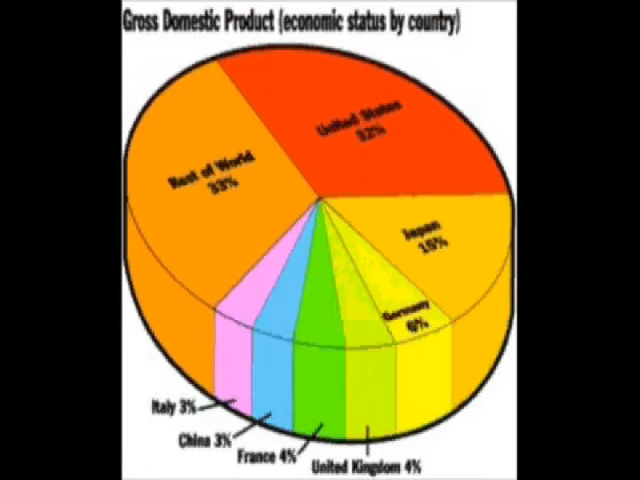 Gross Domestic Product (economic status by country)
United States
32%
Rest of World
33%
Japan
15%
Germany
6%
Italy 3%
China 3%
France 4%
United Kingdom 4%